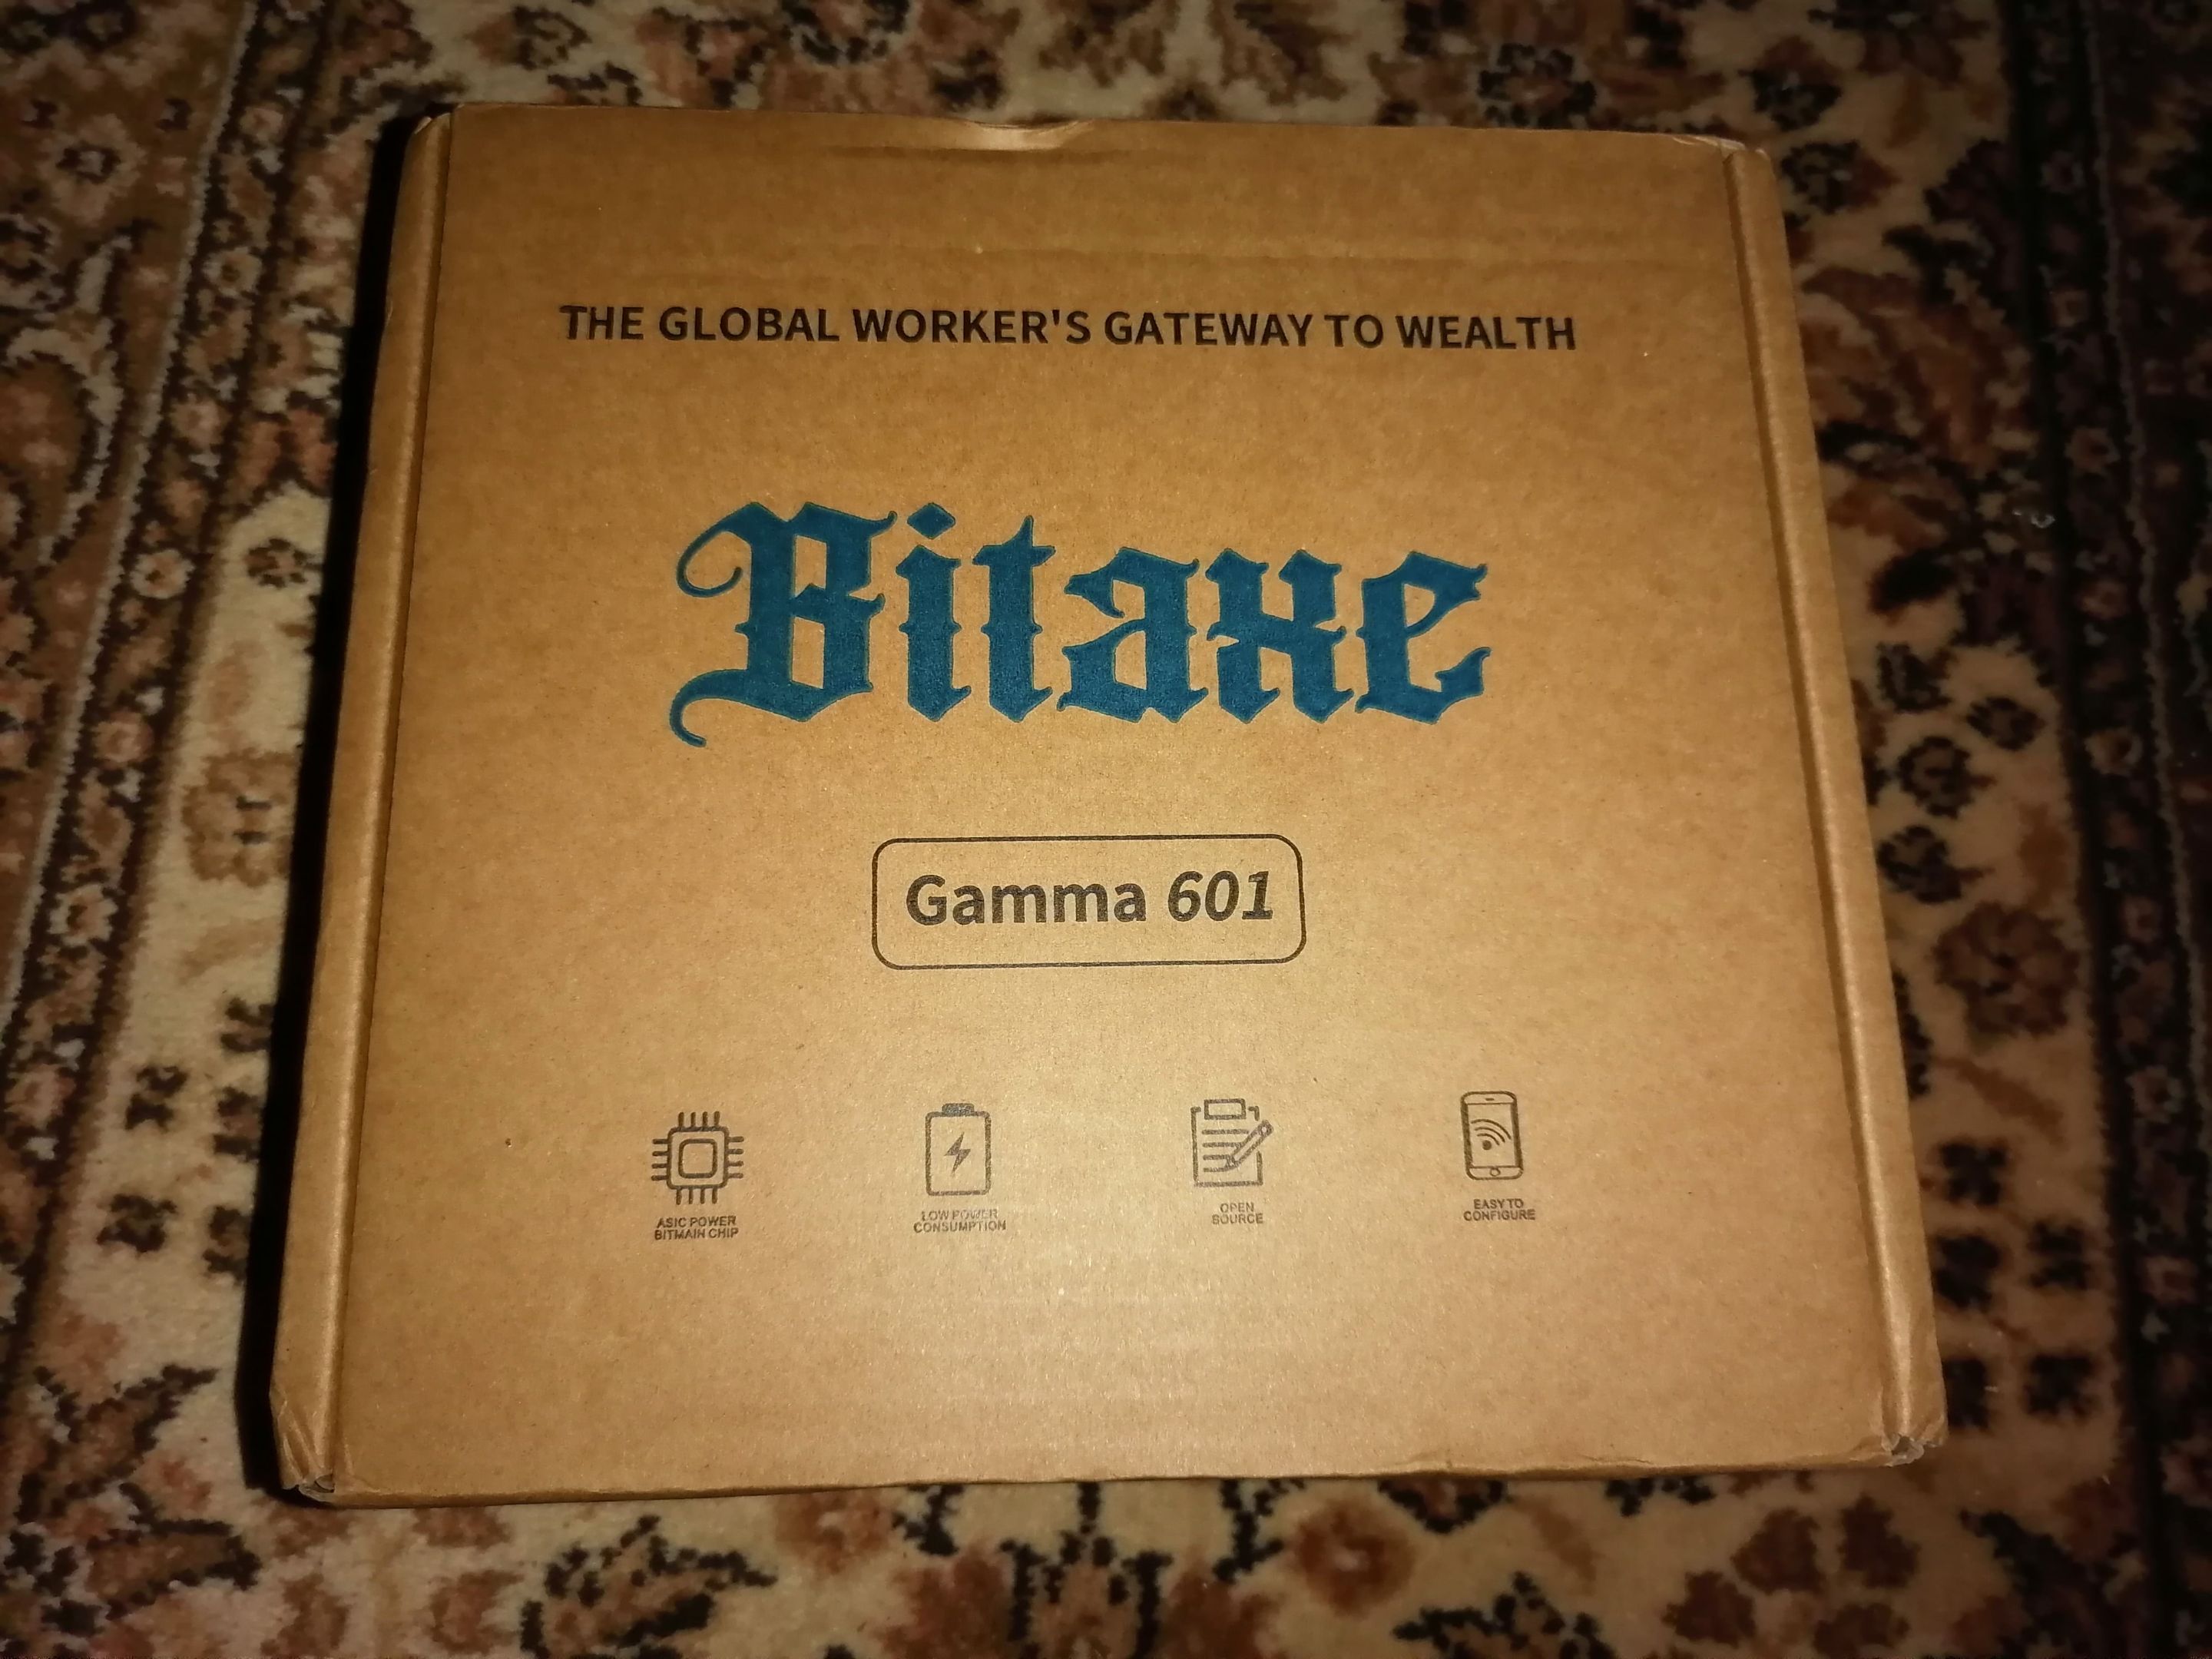 THE GLOBAL WORKER'S GATEWAY TO WEALTH
Bitaxe
Gamma 601
ASIC POWER
BITMAIN CHIP
LOW POWER
CONSUMPTION
OPEN
SOURCE
EASY TO
CONFIGURE